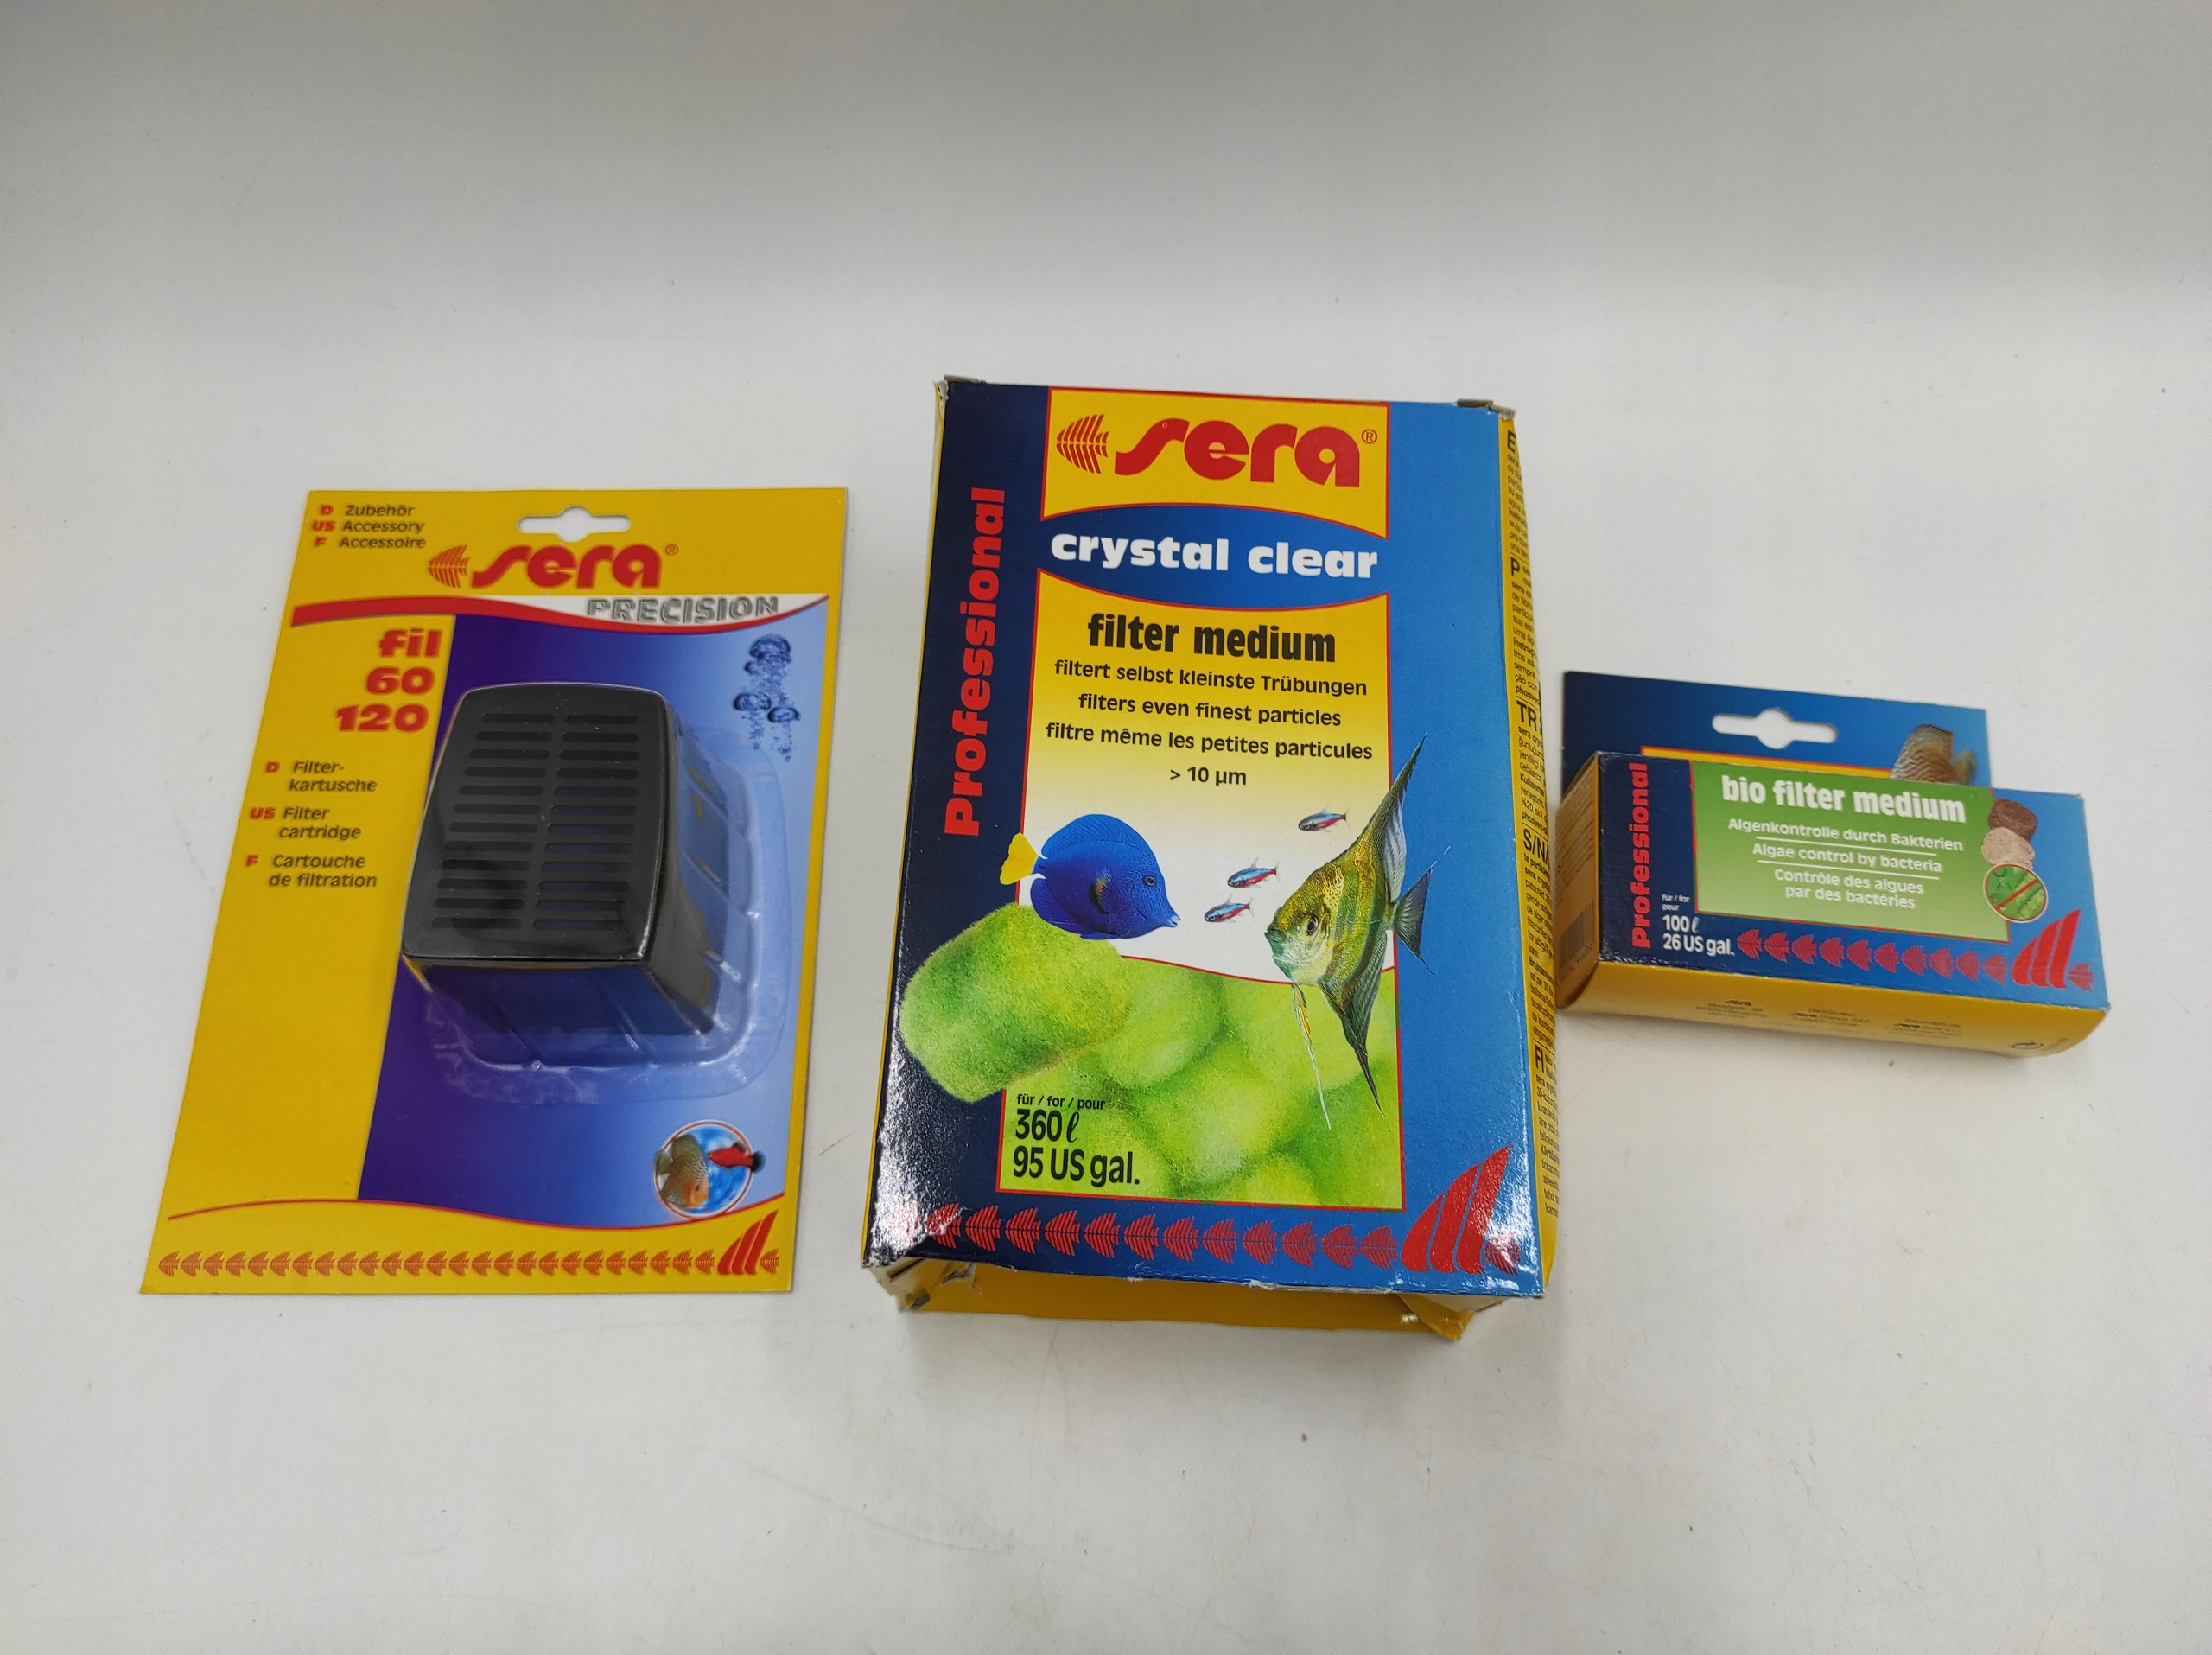 D Zubehör
US Accessory
F Accessoire
sera®
PRECISION
fil
60
120
D Filter-
kartusche
US Filter
cartridge
F Cartouche
de filtration
Professional
sera®
crystal clear
filter medium
filtert selbst kleinste Trübungen
filters even finest particles
filtre même les petites particules
> 10 µm
für / for / pour
360 ℓ
95 US gal.
E
P
TR
S/N/
FI
Professional
bio filter medium
Algenkontrolle durch Bakterien
Algae control by bacteria
Contrôle des algues
par des bactéries
für / for
pour
100 ℓ
26 US gal.